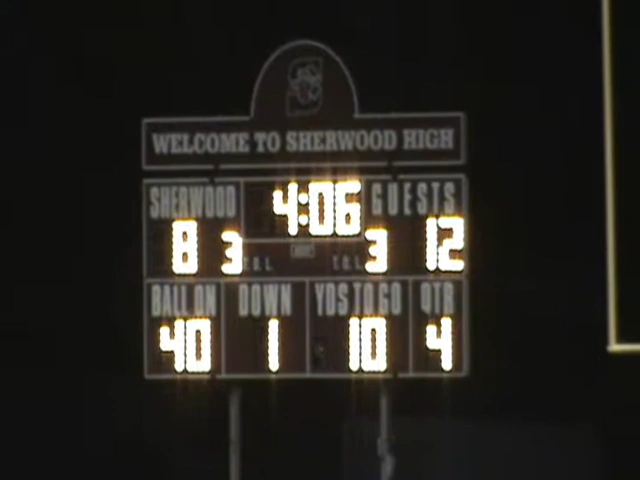 WELCOME TO SHERWOOD HIGH
SHERWOOD 4:06 GUESTS
8 3 T.O.L. T.O.L. 3 12
BALL ON DOWN YDS TO GO QTR
40 1 10 4